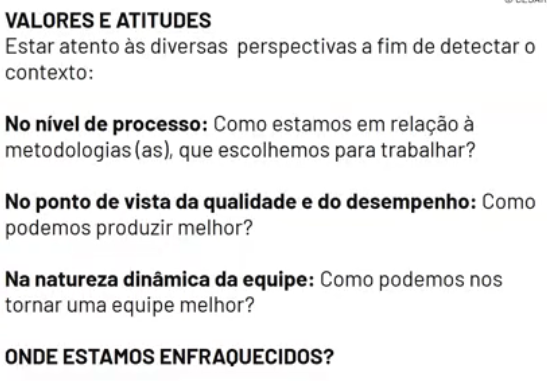 VALORES E ATITUDES
Estar atento às diversas perspectivas a fim de detectar o
contexto:
No nível de processo: Como estamos em relação à
metodologias (as), que escolhemos para trabalhar?
No ponto de vista da qualidade e do desempenho: Como
podemos produzir melhor?
Na natureza dinâmica da equipe: Como podemos nos
tornar uma equipe melhor?
ONDE ESTAMOS ENFRAQUECIDOS?